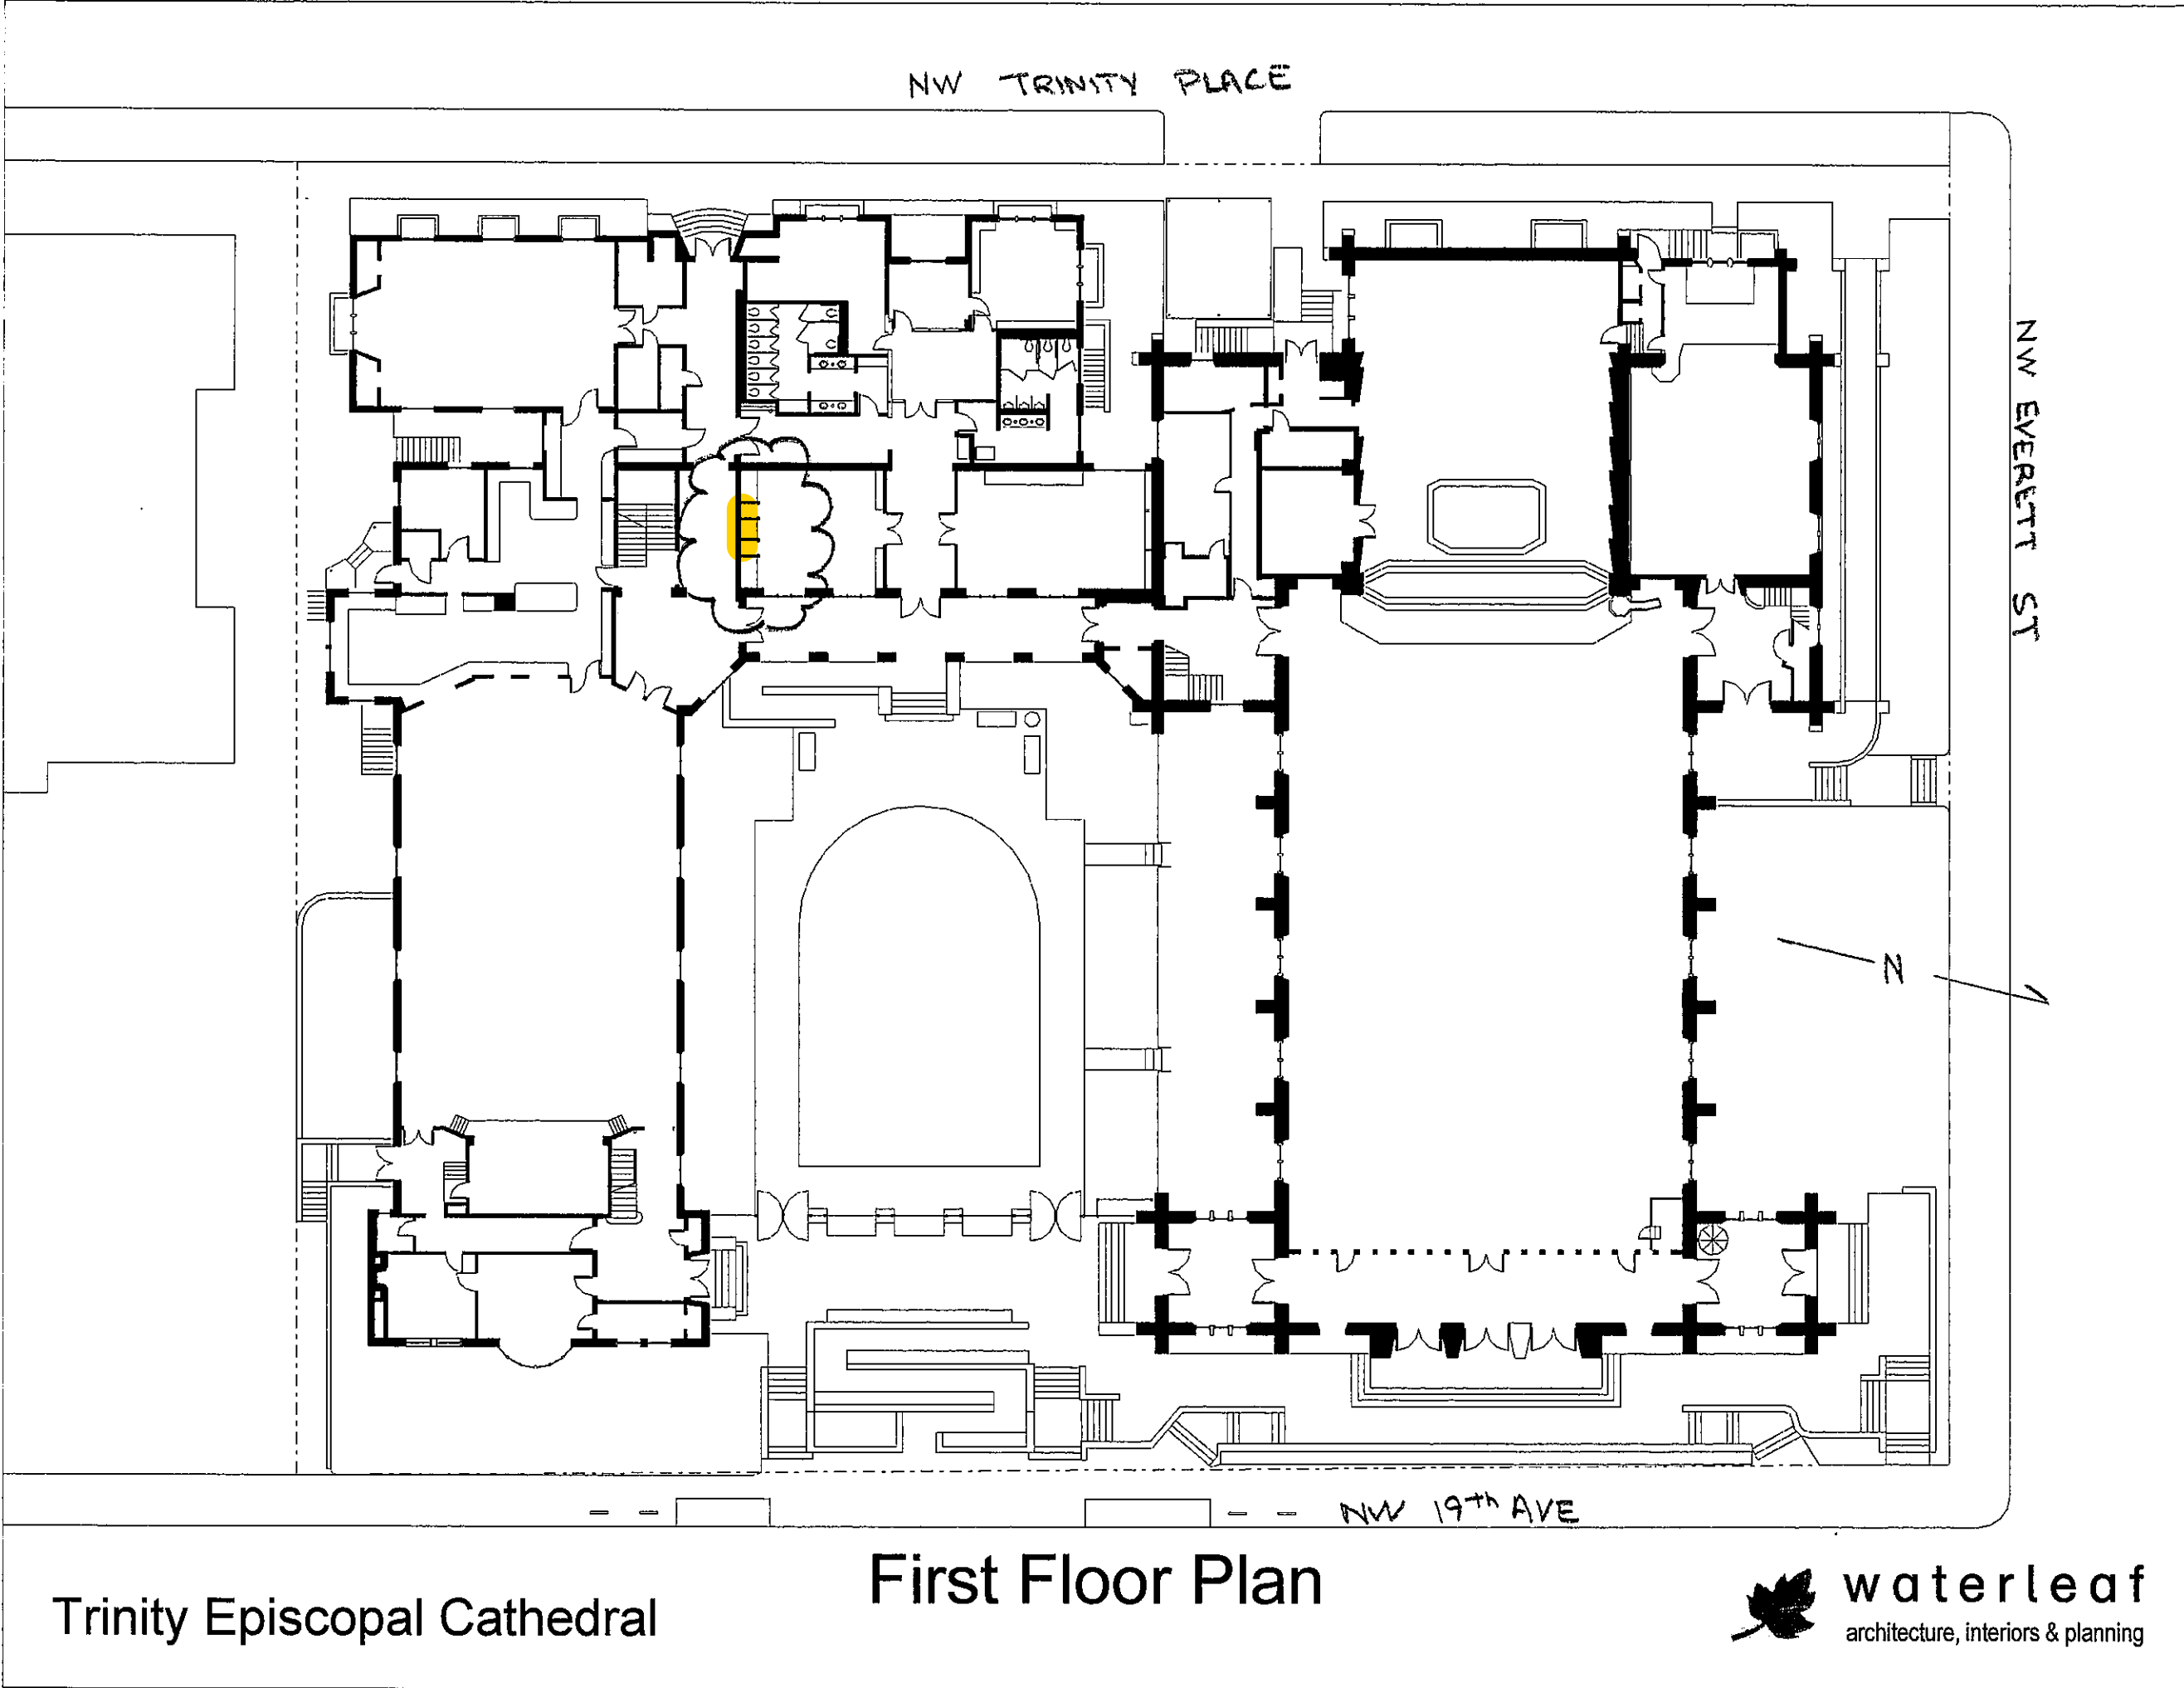 NW TRINITY PLACE
NW EVERETT ST
N
NW 19th AVE
First Floor Plan
Trinity Episcopal Cathedral
waterleaf
architecture, interiors & planning